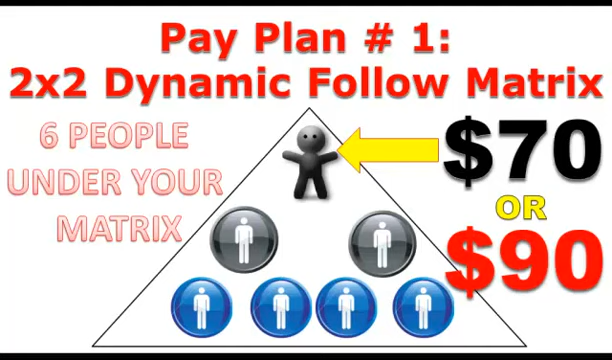 Pay Plan # 1:
2x2 Dynamic Follow Matrix
6 PEOPLE
UNDER YOUR
MATRIX
$70
OR
$90